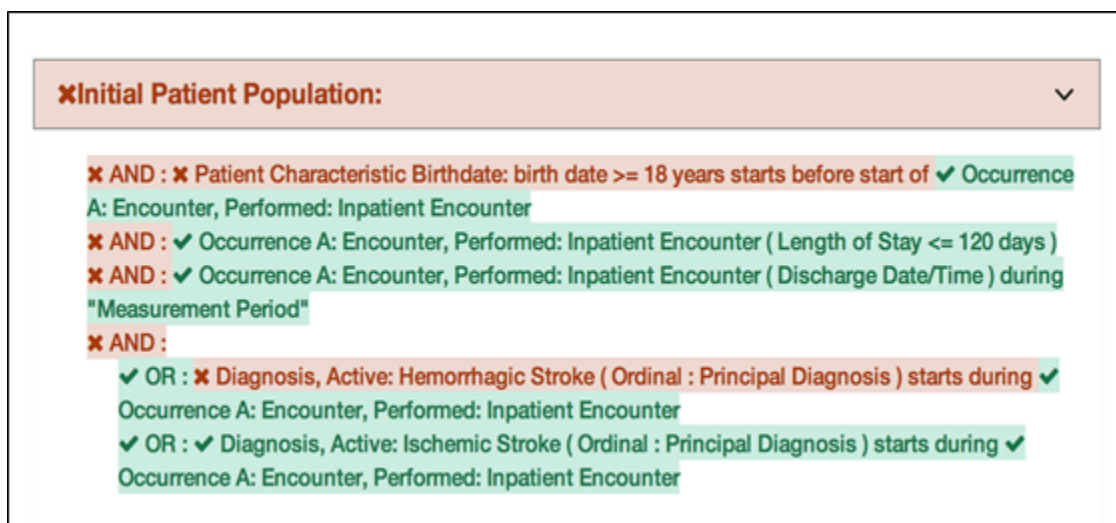 ✖Initial Patient Population:
✖ AND : ✖ Patient Characteristic Birthdate: birth date >= 18 years starts before start of ✔ Occurrence
A: Encounter, Performed: Inpatient Encounter
✖ AND : ✔ Occurrence A: Encounter, Performed: Inpatient Encounter ( Length of Stay <= 120 days )
✖ AND : ✔ Occurrence A: Encounter, Performed: Inpatient Encounter ( Discharge Date/Time ) during
"Measurement Period"
✖ AND :
✔ OR : ✖ Diagnosis, Active: Hemorrhagic Stroke ( Ordinal : Principal Diagnosis ) starts during ✔
Occurrence A: Encounter, Performed: Inpatient Encounter
✔ OR : ✔ Diagnosis, Active: Ischemic Stroke ( Ordinal : Principal Diagnosis ) starts during ✔
Occurrence A: Encounter, Performed: Inpatient Encounter